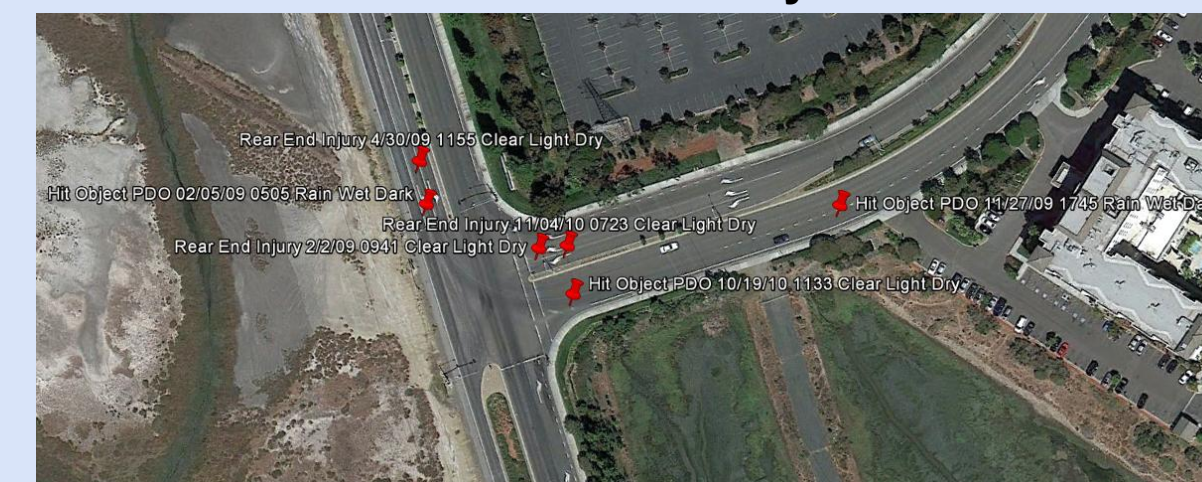 Rear End Injury 4/30/09 1155 Clear Light Dry
Hit Object PDO 02/05/09 0505 Rain Wet Dark
Hit Object PDO 11/27/09 1745 Rain Wet Da
Rear End Injury 11/04/10 0723 Clear Light Dry
Rear End Injury 2/2/09 0941 Clear Light Dry
Hit Object PDO 10/19/10 1133 Clear Light Dry